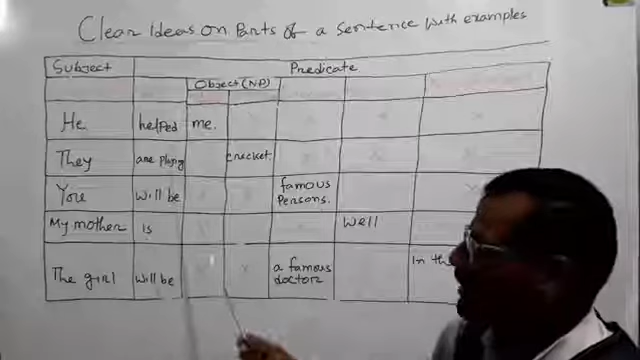 Clear Ideas on Parts of a Sentence with examples
Subject Predicate
Object (NP)
He helped me. x
They are plying cricket. x x
You will be x famous Persons.
My mother is x x Well
The girl will be x x a famous doctor In the